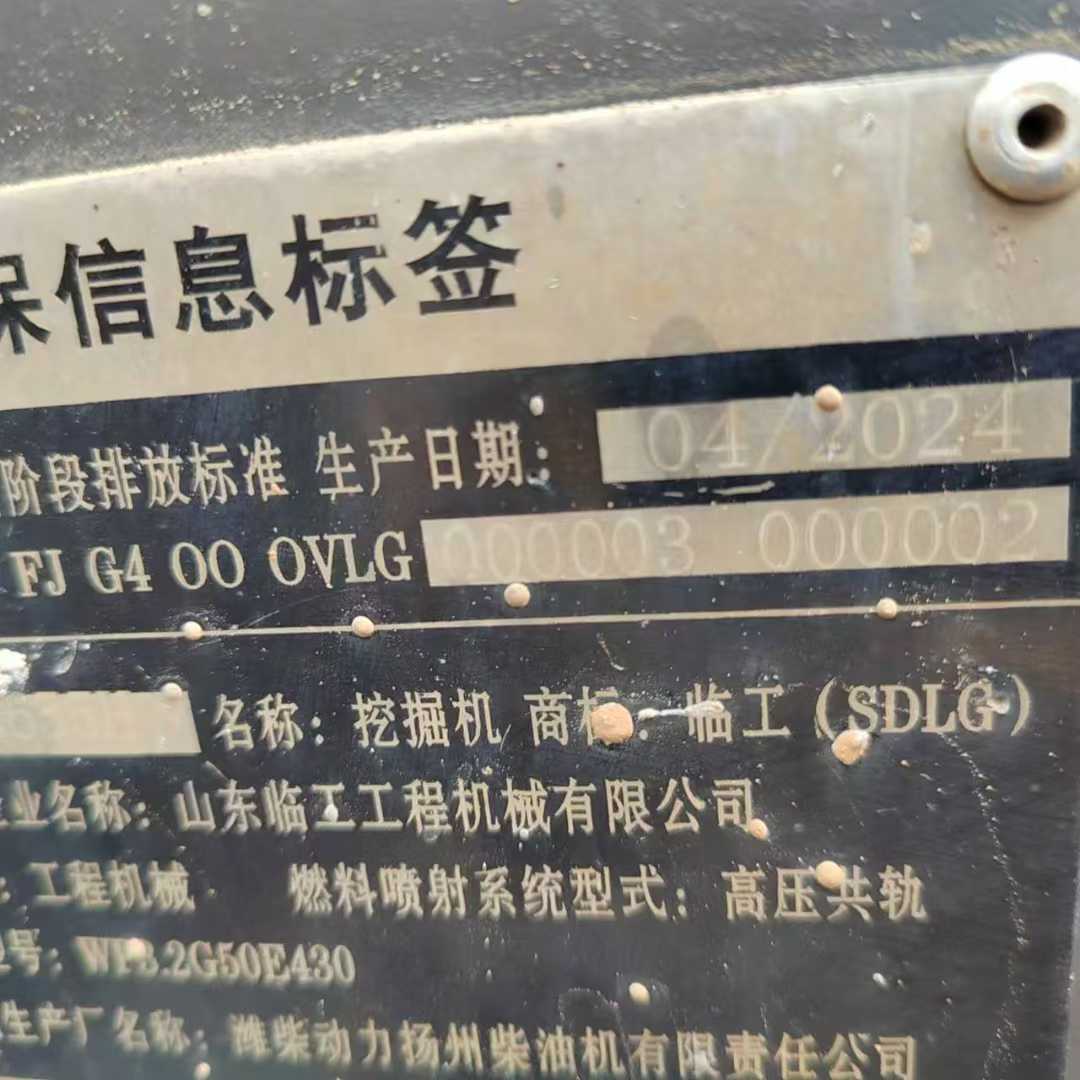 保信息标签
阶段排放标准 生产日期: 04/2024
FJ G4 00 0VLG 000003 000002
名称: 挖掘机 商标: 临工(SDLG)
业名称: 山东临工工程机械有限公司
: 工程机械 燃料喷射系统型式: 高压共轨
号: WP3.2G50E430
生产厂名称: 潍柴动力扬州柴油机有限责任公司